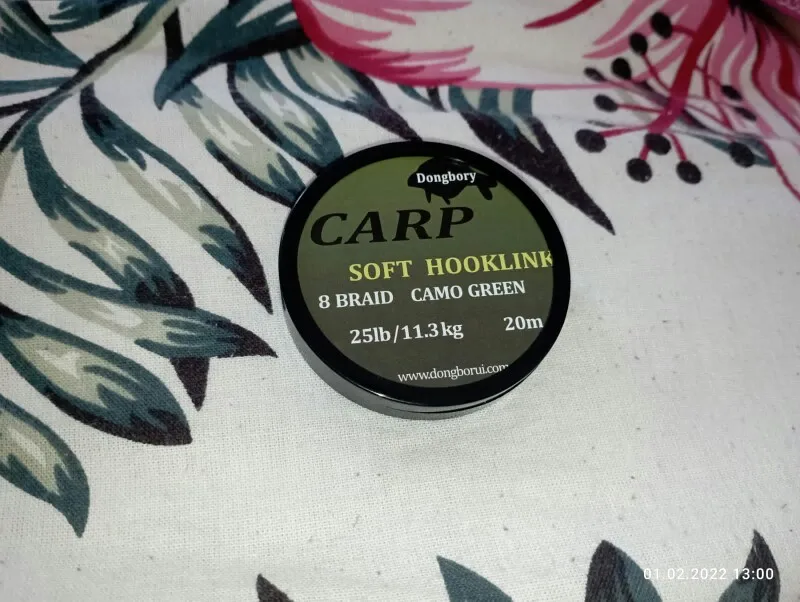 Dongbory
CARP
SOFT HOOKLINK
8 BRAID CAMO GREEN
25lb/11.3kg 20m
www.dongborui.com
01.02.2022 13:00